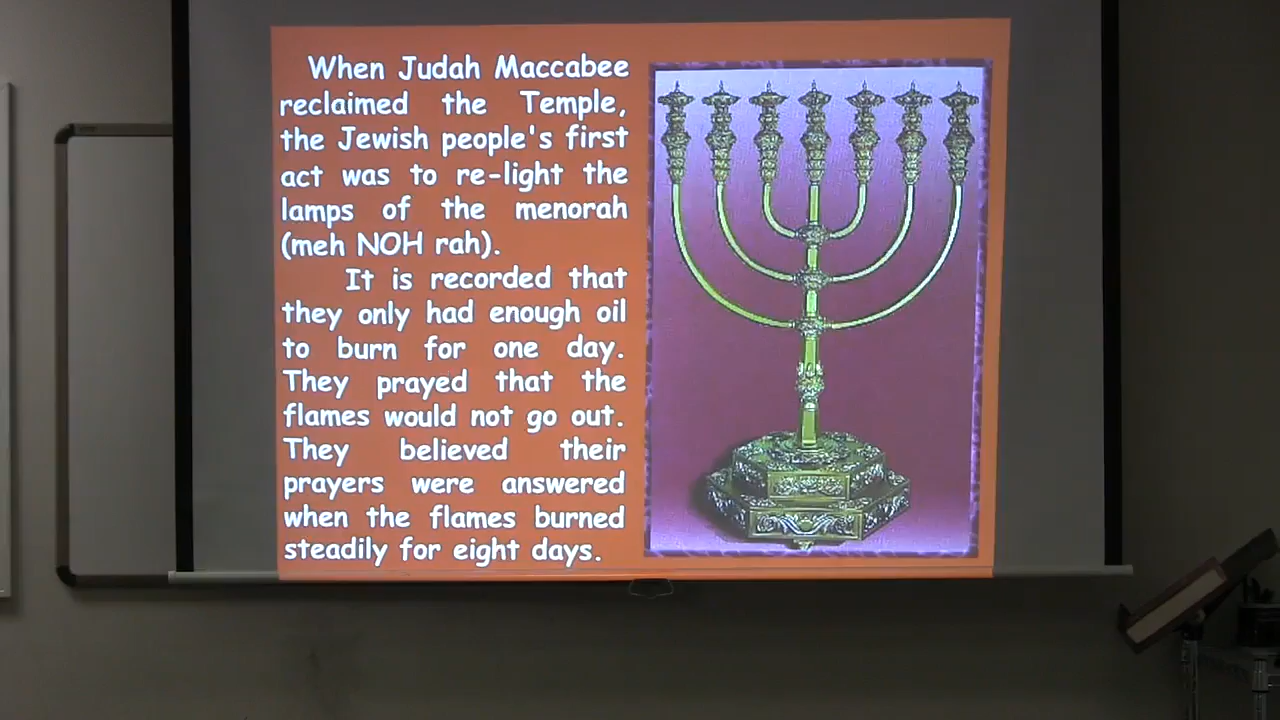 When Judah Maccabee
reclaimed the Temple,
the Jewish people's first
act was to re-light the
lamps of the menorah
(meh NOH rah).
It is recorded that
they only had enough oil
to burn for one day.
They prayed that the
flames would not go out.
They believed their
prayers were answered
when the flames burned
steadily for eight days.